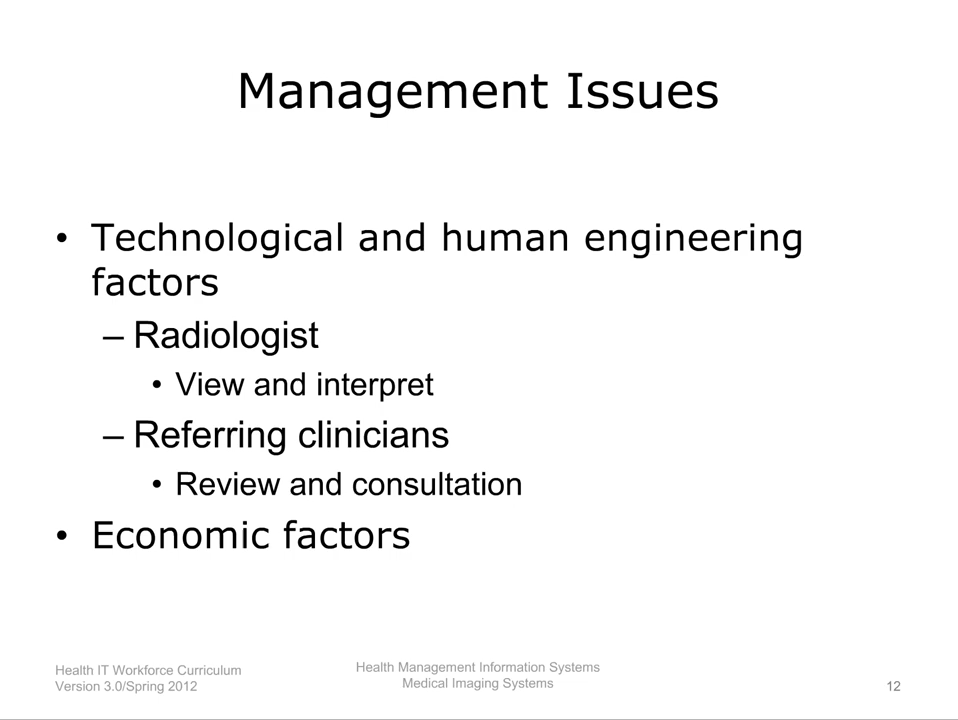 Management Issues
• Technological and human engineering
factors
– Radiologist
• View and interpret
– Referring clinicians
• Review and consultation
• Economic factors
Health IT Workforce Curriculum
Version 3.0/Spring 2012
Health Management Information Systems
Medical Imaging Systems
12